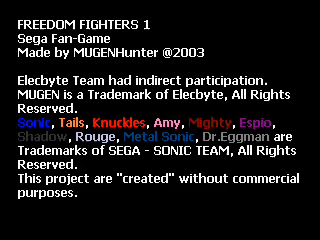 FREEDOM FIGHTERS 1
Sega Fan-Game
Made by MUGENHunter @2003
Elecbyte Team had indirect participation.
MUGEN is a Trademark of Elecbyte, All Rights
Reserved.
Sonic, Tails, Knuckles, Amy, Mighty, Espio,
Shadow, Rouge, Metal Sonic, Dr.Eggman are
Trademarks of SEGA - SONIC TEAM, All Rights
Reserved.
This project are "created" without commercial
purposes.